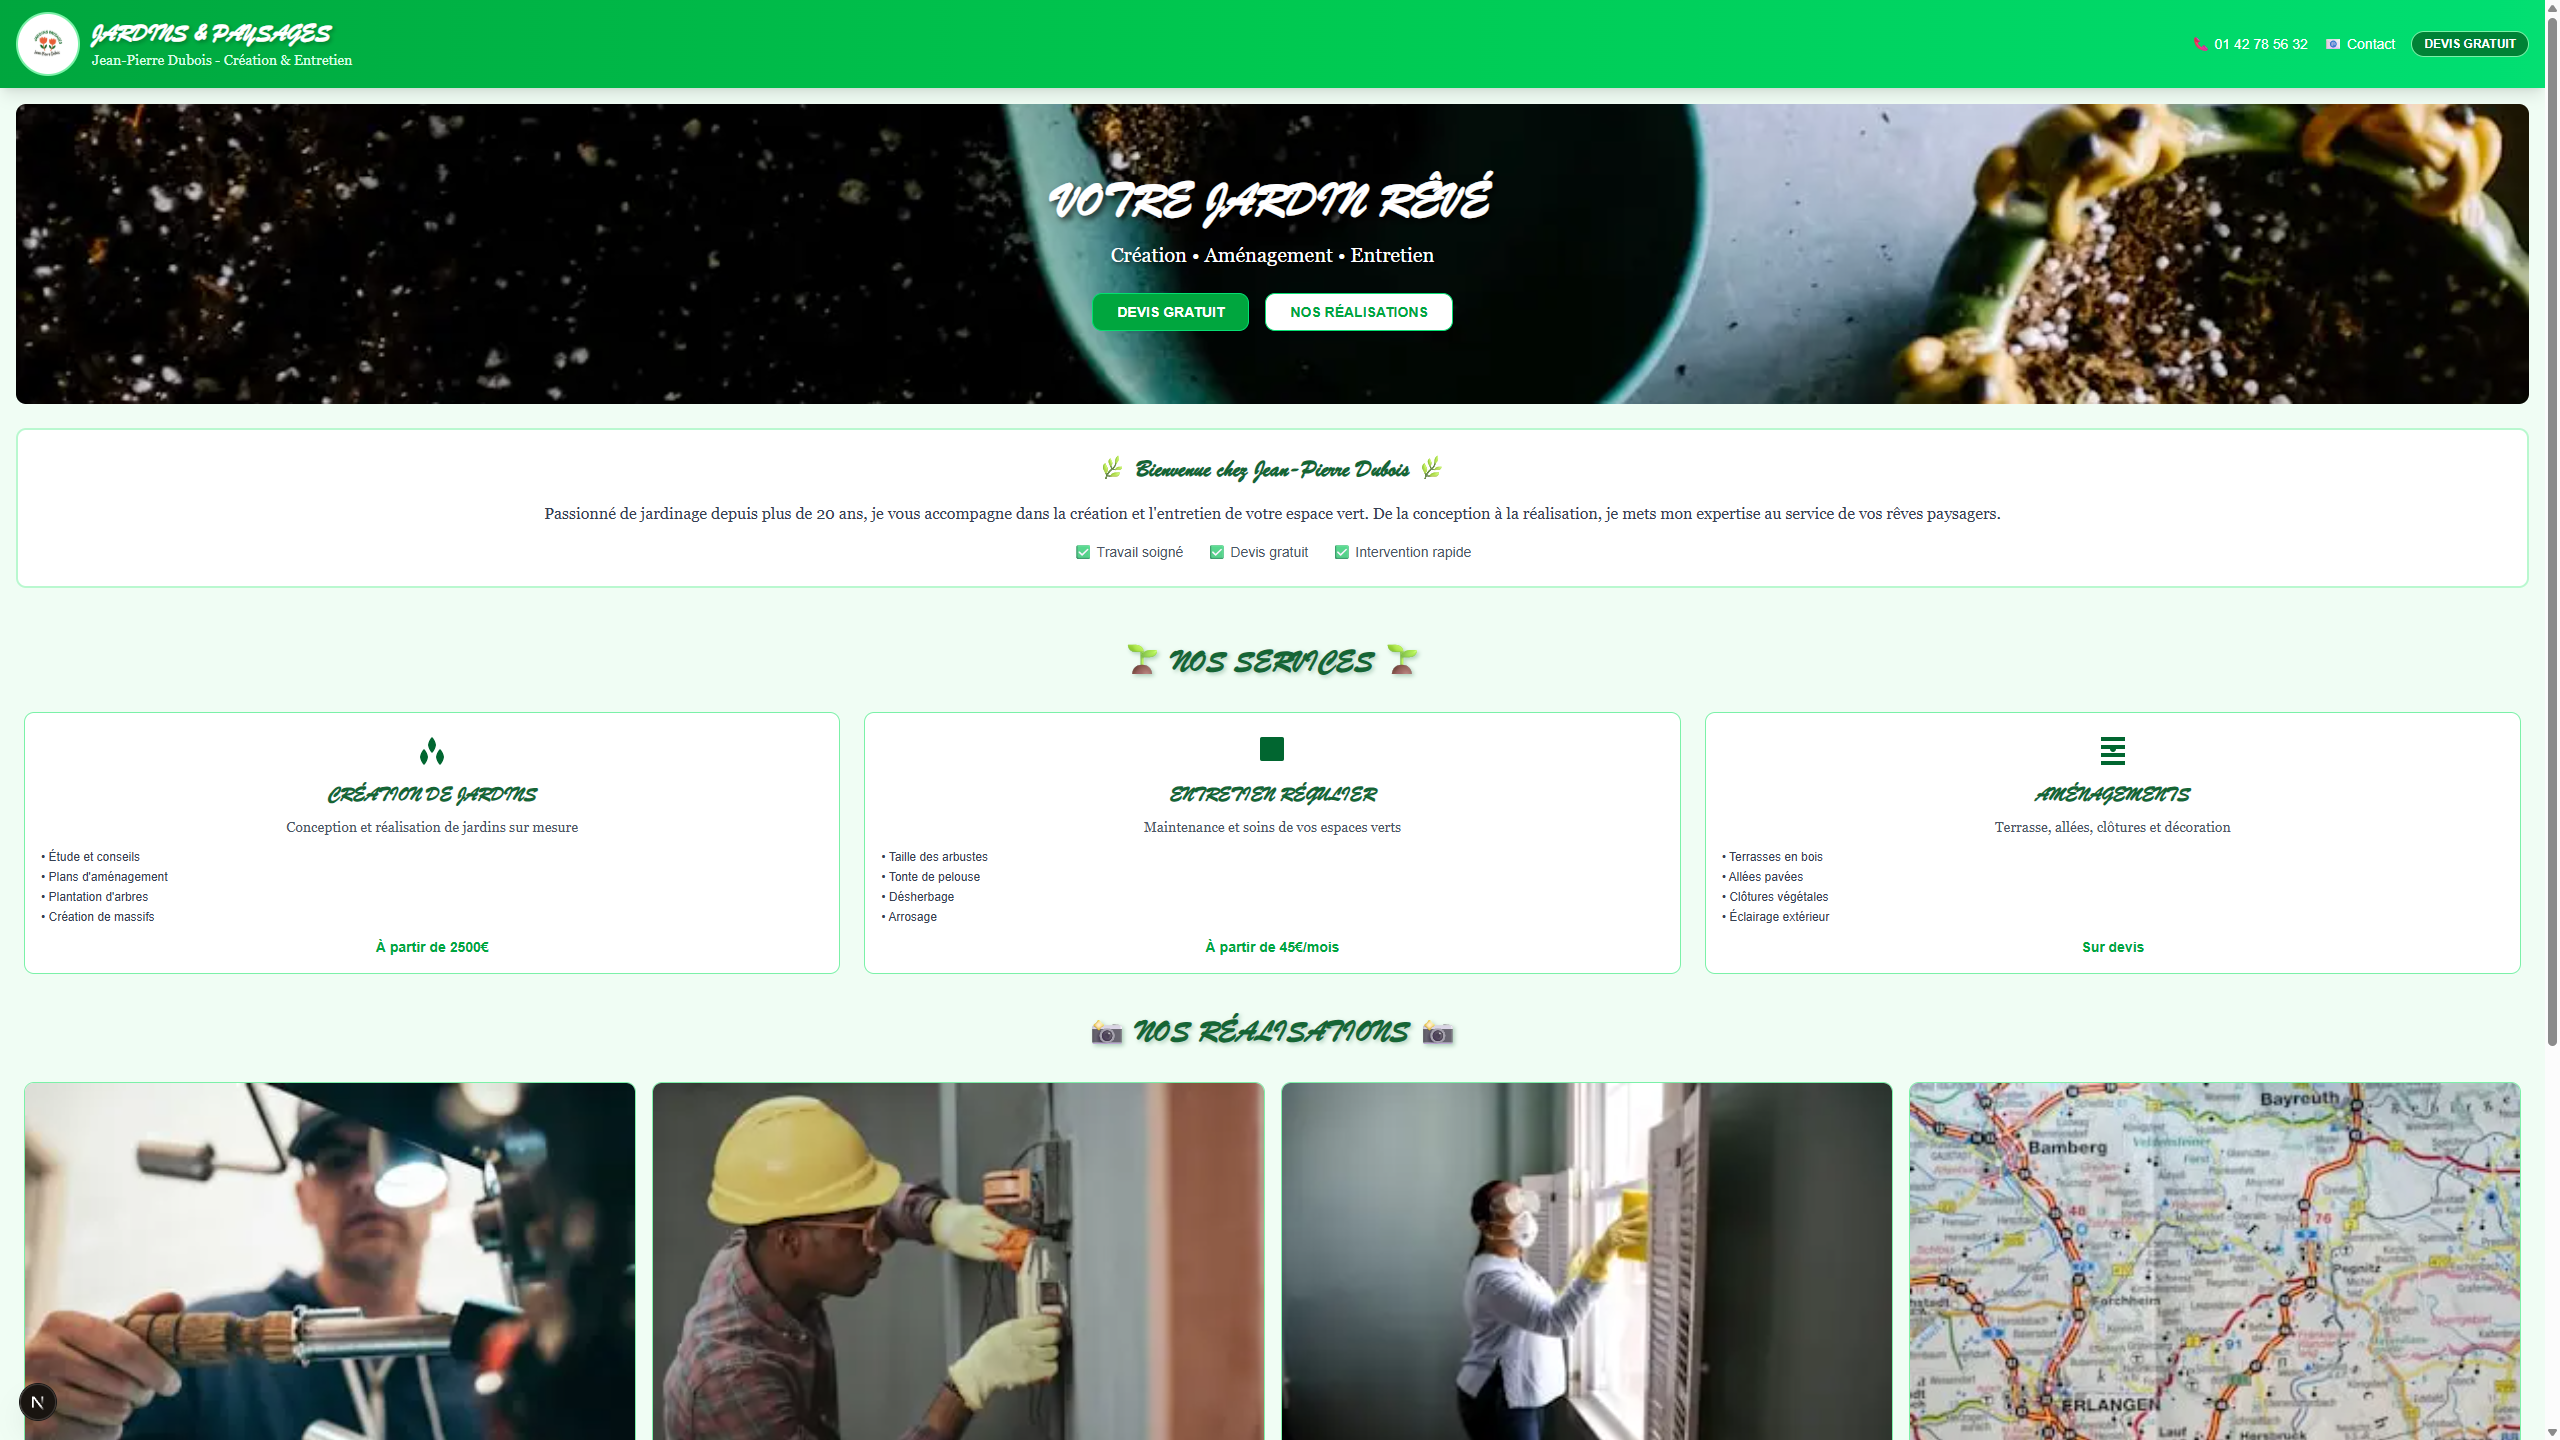 JARDINS & PAYSAGES
Jean-Pierre Dubois - Création & Entretien
01 42 78 56 32
Contact
DEVIS GRATUIT
VOTRE JARDIN RÊVÉ
Création • Aménagement • Entretien
DEVIS GRATUIT
NOS RÉALISATIONS
Bienvenue chez Jean-Pierre Dubois
Passionné de jardinage depuis plus de 20 ans, je vous accompagne dans la création et l'entretien de votre espace vert. De la conception à la réalisation, je mets mon expertise au service de vos rêves paysagers.
Travail soigné
Devis gratuit
Intervention rapide
NOS SERVICES
CRÉATION DE JARDINS
Conception et réalisation de jardins sur mesure
• Étude et conseils
• Plans d'aménagement
• Plantation d'arbres
• Création de massifs
À partir de 2500€
ENTRETIEN RÉGULIER
Maintenance et soins de vos espaces verts
• Taille des arbustes
• Tonte de pelouse
• Désherbage
• Arrosage
À partir de 45€/mois
AMÉNAGEMENTS
Terrasse, allées, clôtures et décoration
• Terrasses en bois
• Allées pavées
• Clôtures végétales
• Éclairage extérieur
Sur devis
NOS RÉALISATIONS
Bayreuth
Bamberg
48
76
Pegnitz
Forchheim
91
ERLANGEN
Lauf
Hersbruck
N